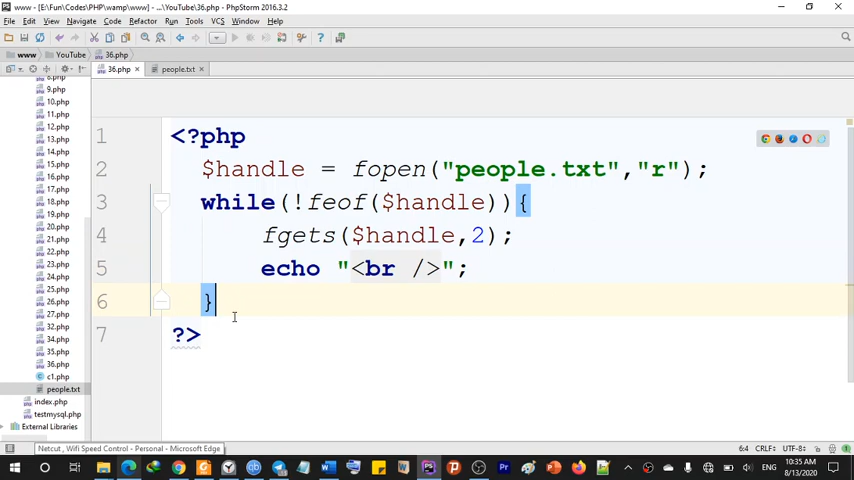 www - [E:\Fun\Codes\PHP\wamp\www] - ...\YouTube\36.php - PhpStorm 2016.3.2
File Edit View Navigate Code Refactor Run Tools VCS Window Help
www YouTube 36.php
36.php people.txt
8.php
9.php
10.php
11.php
12.php
13.php
14.php
15.php
16.php
17.php
18.php
19.php
20.php
21.php
22.php
23.php
24.php
25.php
26.php
27.php
32.php
34.php
35.php
36.php
c1.php
people.txt
index.php
testmysql.php
External Libraries
1 <?php
2 $handle = fopen("people.txt","r");
3 while(!feof($handle)){
4 fgets($handle,2);
5 echo "<br />";
6 }
7 ?>
Netcut , Wifi Speed Control - Personal - Microsoft Edge
6:4 CRLF÷ UTF-8÷
ENG
10:35 AM
8/13/2020